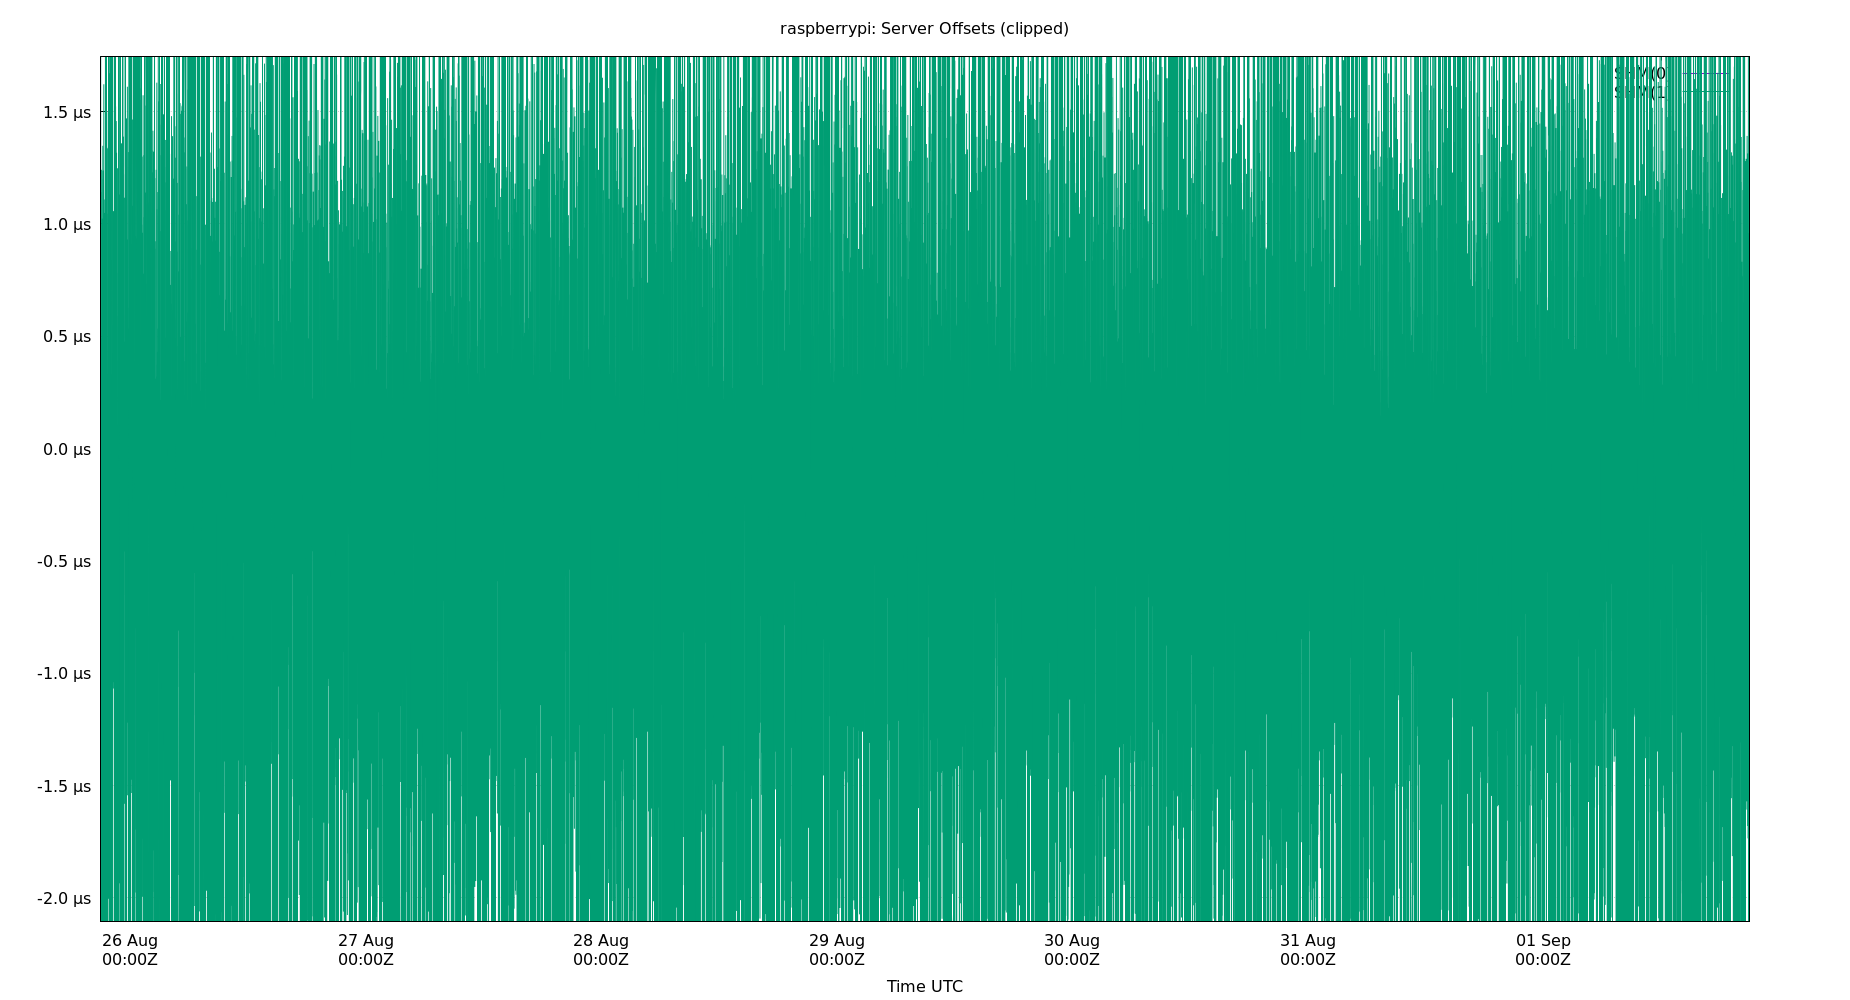 raspberrypi: Server Offsets (clipped)
1.5 µs
1.0 µs
0.5 µs
0.0 µs
-0.5 µs
-1.0 µs
-1.5 µs
-2.0 µs
26 Aug
00:00Z
27 Aug
00:00Z
28 Aug
00:00Z
29 Aug
00:00Z
30 Aug
00:00Z
31 Aug
00:00Z
01 Sep
00:00Z
Time UTC